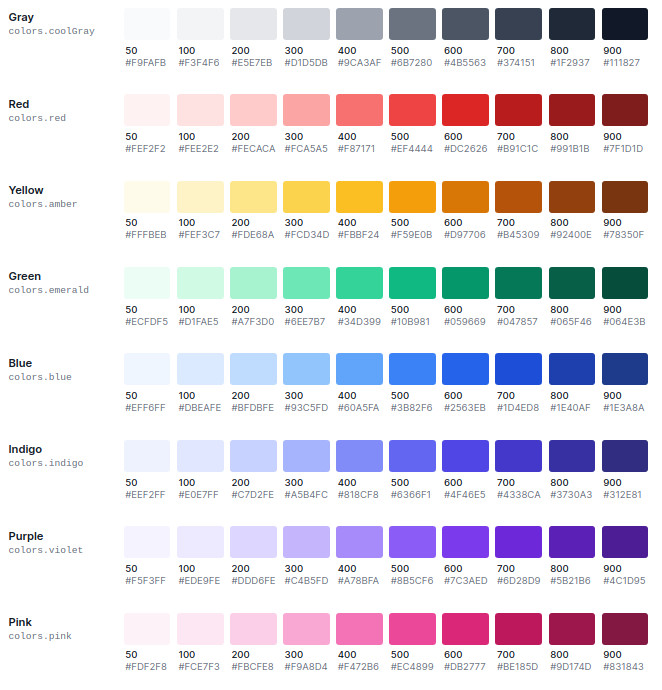 Gray
colors.coolGray
50 100 200 300 400 500 600 700 800 900
#F9FAFB #F3F4F6 #E5E7EB #D1D5DB #9CA3AF #6B7280 #4B5563 #374151 #1F2937 #111827
Red
colors.red
50 100 200 300 400 500 600 700 800 900
#FEF2F2 #FEE2E2 #FECACA #FCA5A5 #F87171 #EF4444 #DC2626 #B91C1C #991B1B #7F1D1D
Yellow
colors.amber
50 100 200 300 400 500 600 700 800 900
#FFFBEB #FEF3C7 #FDE68A #FCD34D #FBBF24 #F59E0B #D97706 #B45309 #92400E #78350F
Green
colors.emerald
50 100 200 300 400 500 600 700 800 900
#ECFDF5 #D1FAE5 #A7F3D0 #6EE7B7 #34D399 #10B981 #059669 #047857 #065F46 #064E3B
Blue
colors.blue
50 100 200 300 400 500 600 700 800 900
#EFF6FF #DBEAFE #BFDBFE #93C5FD #60A5FA #3B82F6 #2563EB #1D4ED8 #1E40AF #1E3A8A
Indigo
colors.indigo
50 100 200 300 400 500 600 700 800 900
#EEF2FF #E0E7FF #C7D2FE #A5B4FC #818CF8 #6366F1 #4F46E5 #4338CA #3730A3 #312E81
Purple
colors.violet
50 100 200 300 400 500 600 700 800 900
#F5F3FF #EDE9FE #DDD6FE #C4B5FD #A78BFA #8B5CF6 #7C3AED #6D28D9 #5B21B6 #4C1D95
Pink
colors.pink
50 100 200 300 400 500 600 700 800 900
#FDF2F8 #FCE7F3 #FBCFE8 #F9A8D4 #F472B6 #EC4899 #DB2777 #BE185D #9D174D #831843